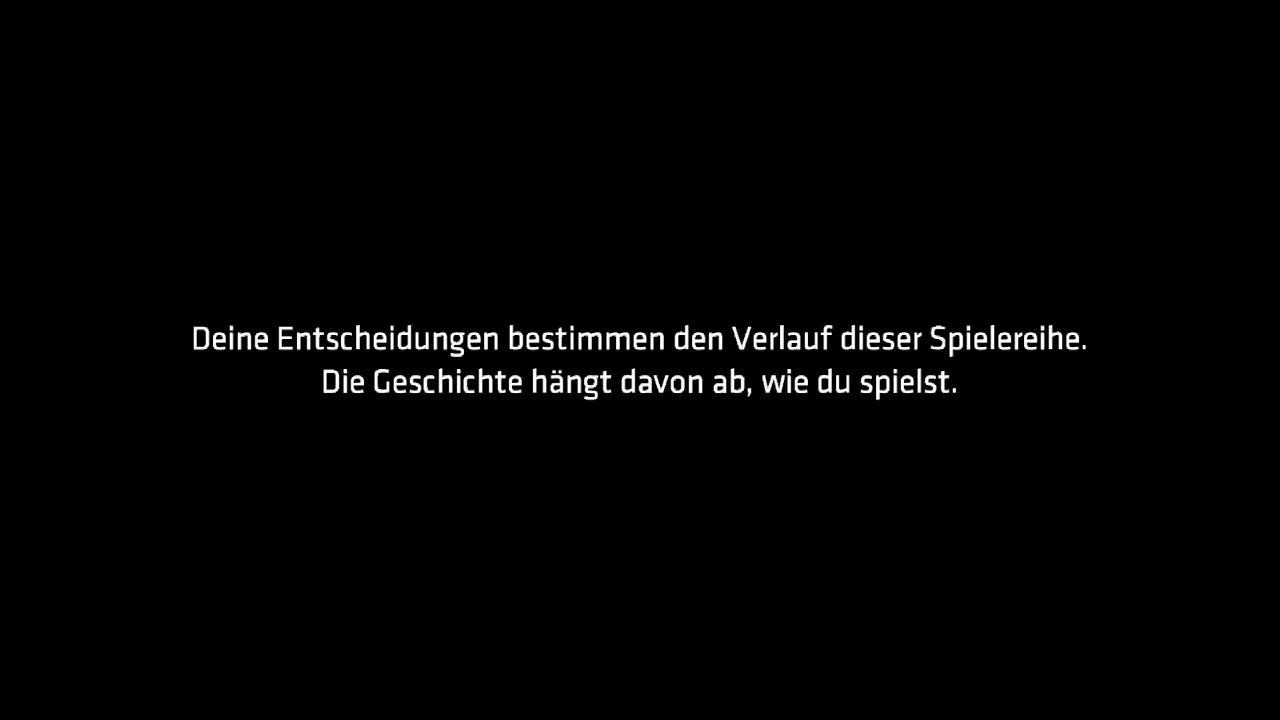 Deine Entscheidungen bestimmen den Verlauf dieser Spielereihe.
Die Geschichte hängt davon ab, wie du spielst.